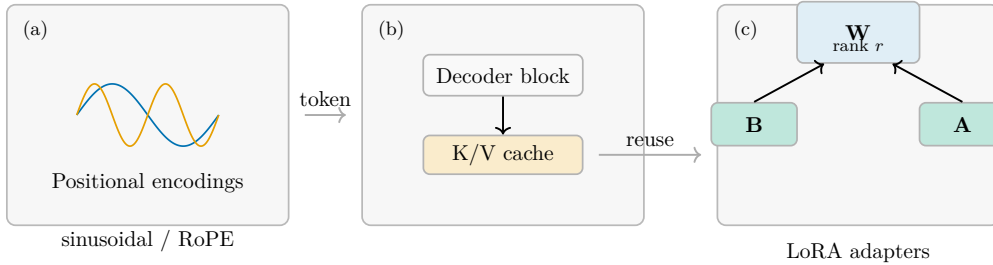 (a)
Positional encodings
sinusoidal / RoPE
token
(b)
Decoder block
K/V cache
reuse
(c)
W
rank r
B
A
LoRA adapters